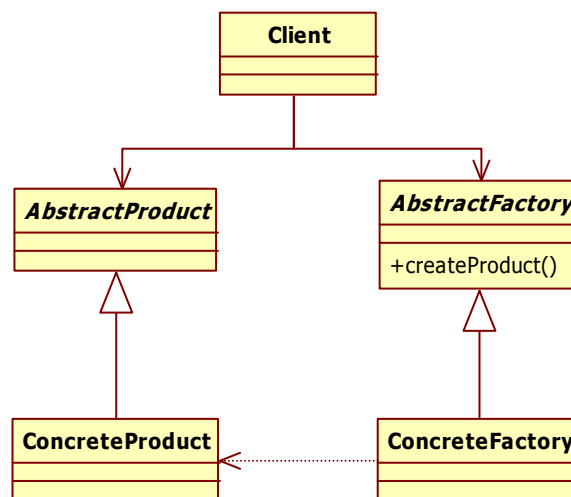 Client
AbstractProduct
AbstractFactory
+createProduct()
ConcreteProduct
ConcreteFactory